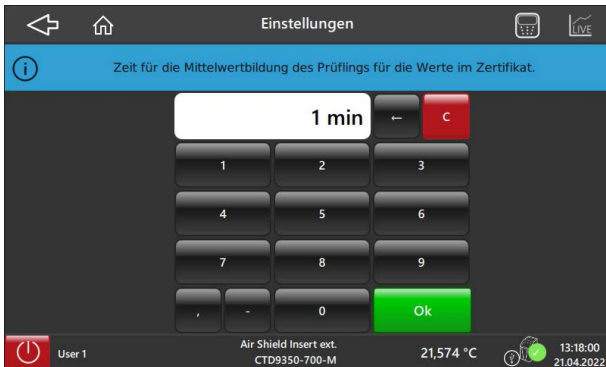 Einstellungen
LIVE
Zeit für die Mittelwertbildung des Prüflings für die Werte im Zertifikat.
1 min ← C
1 2 3
4 5 6
7 8 9
, - 0 Ok
User 1
Air Shield Insert ext.
CTD9350-700-M
21,574 °C
13:18:00
21.04.2022